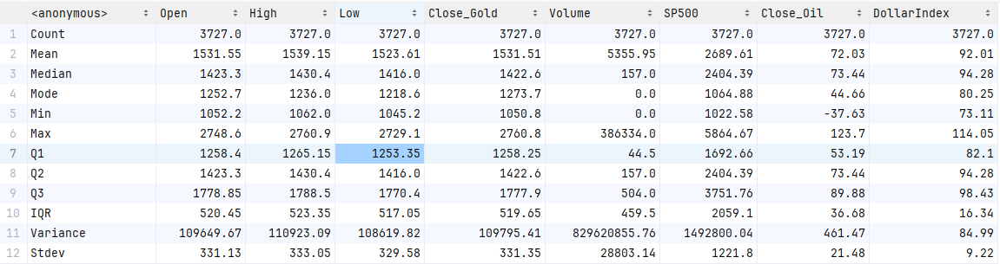 <anonymous> Open High Low Close_Gold Volume SP500 Close_Oil DollarIndex
1 Count 3727.0 3727.0 3727.0 3727.0 3727.0 3727.0 3727.0 3727.0
2 Mean 1531.55 1539.15 1523.61 1531.51 5355.95 2689.61 72.03 92.01
3 Median 1423.3 1430.4 1416.0 1422.6 157.0 2404.39 73.44 94.28
4 Mode 1252.7 1236.0 1218.6 1273.7 0.0 1064.88 44.66 80.25
5 Min 1052.2 1062.0 1045.2 1050.8 0.0 1022.58 -37.63 73.11
6 Max 2748.6 2760.9 2729.1 2760.8 386334.0 5864.67 123.7 114.05
7 Q1 1258.4 1265.15 1253.35 1258.25 44.5 1692.66 53.19 82.1
8 Q2 1423.3 1430.4 1416.0 1422.6 157.0 2404.39 73.44 94.28
9 Q3 1778.85 1788.5 1770.4 1777.9 504.0 3751.76 89.88 98.43
10 IQR 520.45 523.35 517.05 519.65 459.5 2059.1 36.68 16.34
11 Variance 109649.67 110923.09 108619.82 109795.41 829620855.76 1492800.04 461.47 84.99
12 Stdev 331.13 333.05 329.58 331.35 28803.14 1221.8 21.48 9.22